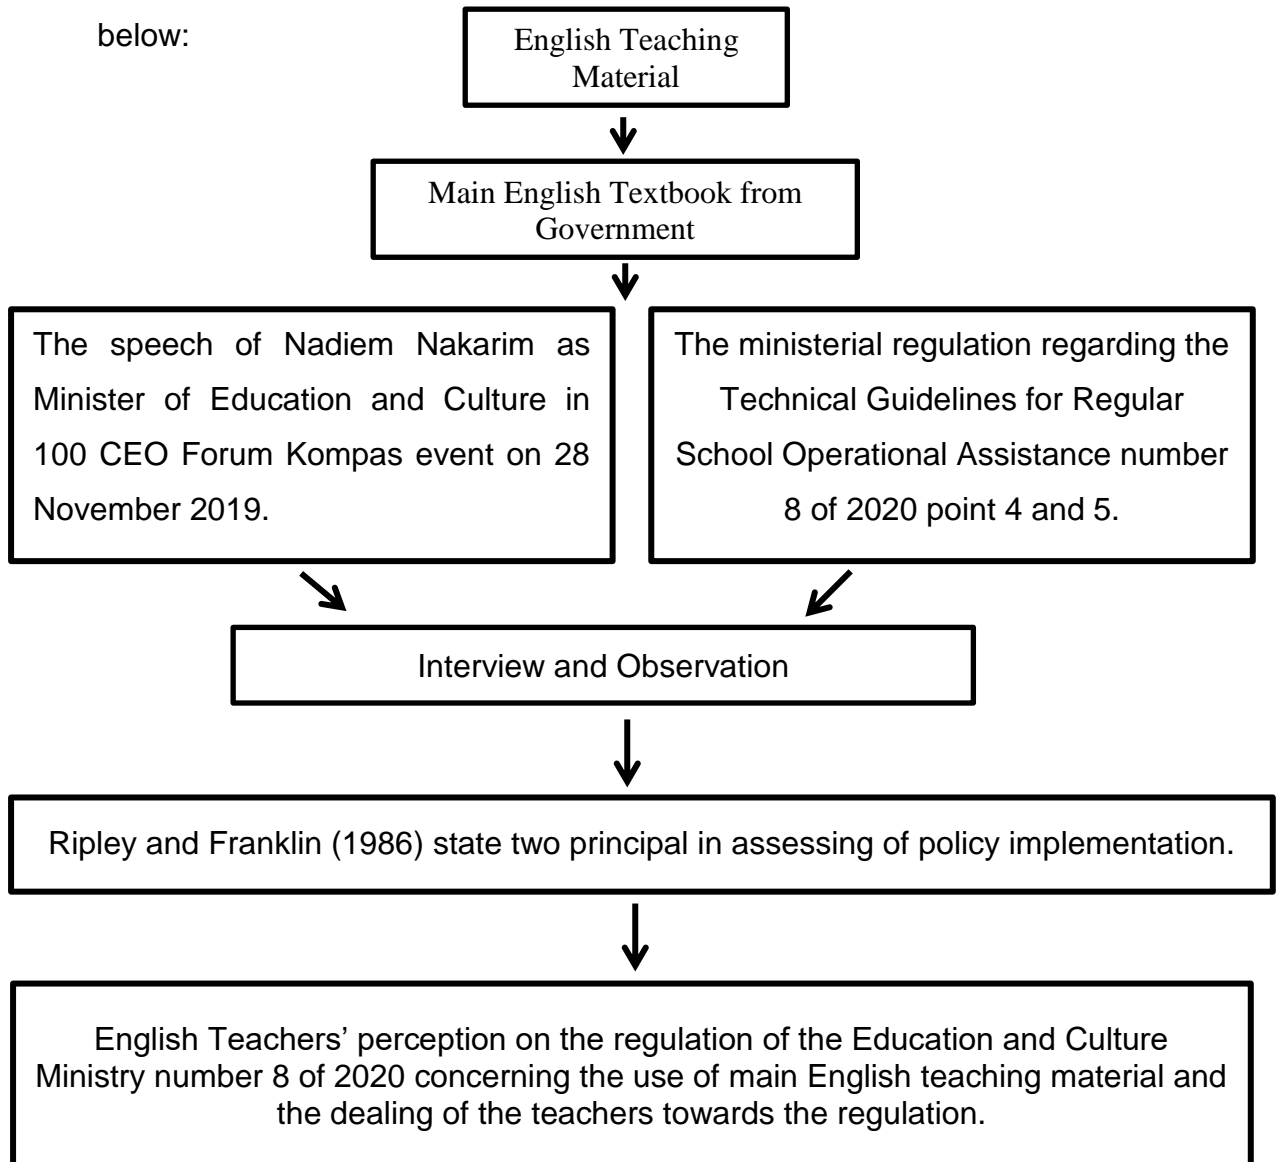 below:
English Teaching
Material
Main English Textbook from
Government
The speech of Nadiem Nakarim as
Minister of Education and Culture in
100 CEO Forum Kompas event on 28
November 2019.
The ministerial regulation regarding the
Technical Guidelines for Regular
School Operational Assistance number
8 of 2020 point 4 and 5.
Interview and Observation
Ripley and Franklin (1986) state two principal in assessing of policy implementation.
English Teachers’ perception on the regulation of the Education and Culture
Ministry number 8 of 2020 concerning the use of main English teaching material and
the dealing of the teachers towards the regulation.